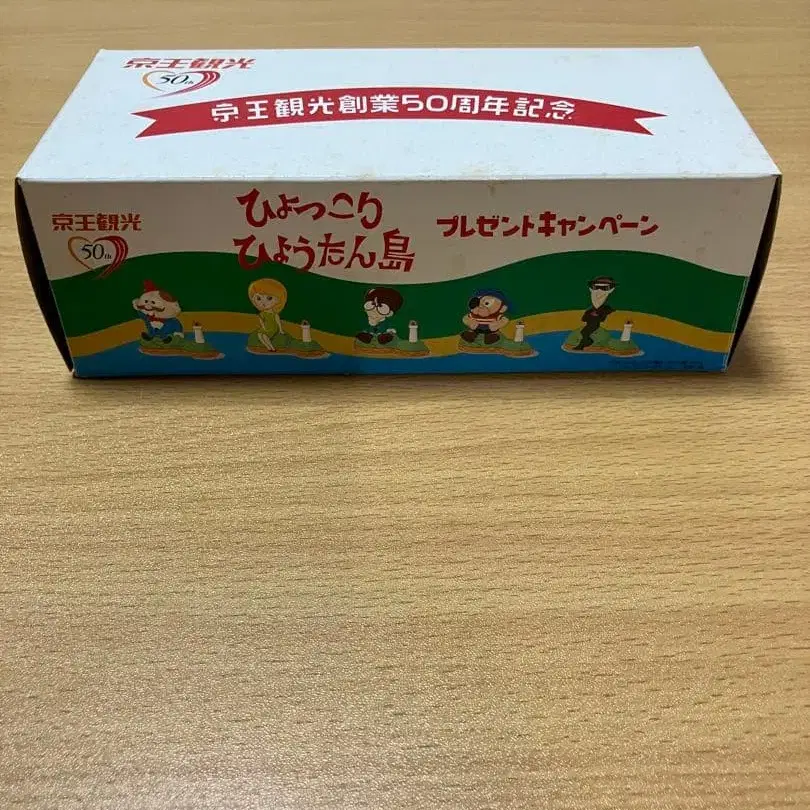 京王観光
50th
京王観光創業50周年記念
京王観光
50th
ひょっこり
ひょうたん島
プレゼントキャンペーン